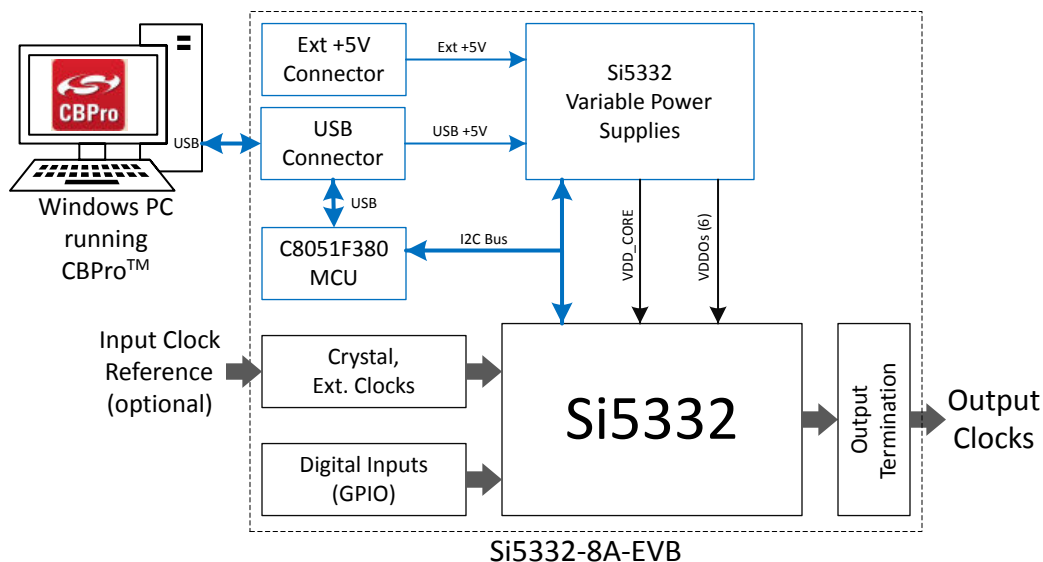 CBPro
USB
Windows PC
running
CBPro™
Ext +5V
Connector
Ext +5V
USB
Connector
USB +5V
Si5332
Variable Power
Supplies
USB
C8051F380
MCU
I2C Bus
VDD_CORE
VDDOs (6)
Input Clock
Reference
(optional)
Crystal,
Ext. Clocks
Digital Inputs
(GPIO)
Si5332
Output
Termination
Output
Clocks
Si5332-8A-EVB